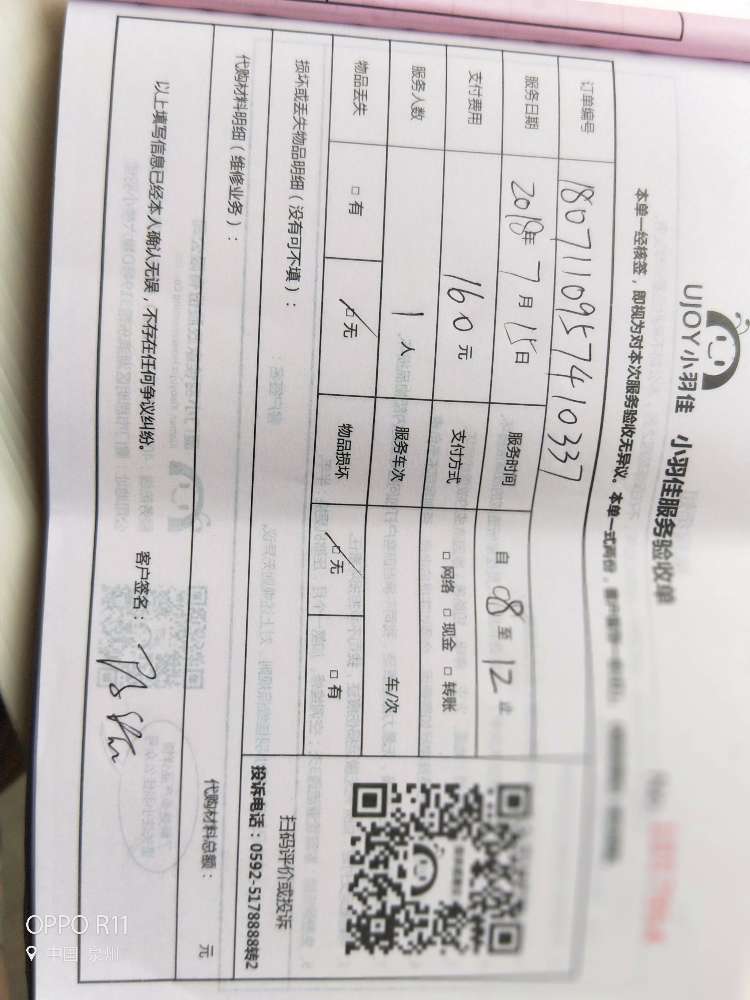 UJOY小羽佳 小羽佳服务验收单
本单一经核签，即视为对本次服务验收无异议。本单一式两份，
订单编号 1807110957410337
服务日期 2018年7月15日 服务时间 自 08 至 12 止
支付费用 160元 支付方式 □ 网络 □ 现金 □ 转账
服务人数 1人 服务车次 车/次
物品丢失 □ 有 □ 无 物品损坏 □ 无 □ 有
损坏或丢失物品明细（没有可不填）：
扫码评价或投诉
投诉电话：0592-5178888转2
代购材料明细（维修业务）： 代购材料总额： 元
以上填写信息已经本人确认无误，不存在任何争议纠纷。 客户签名：
OPPO R11
中国·泉州